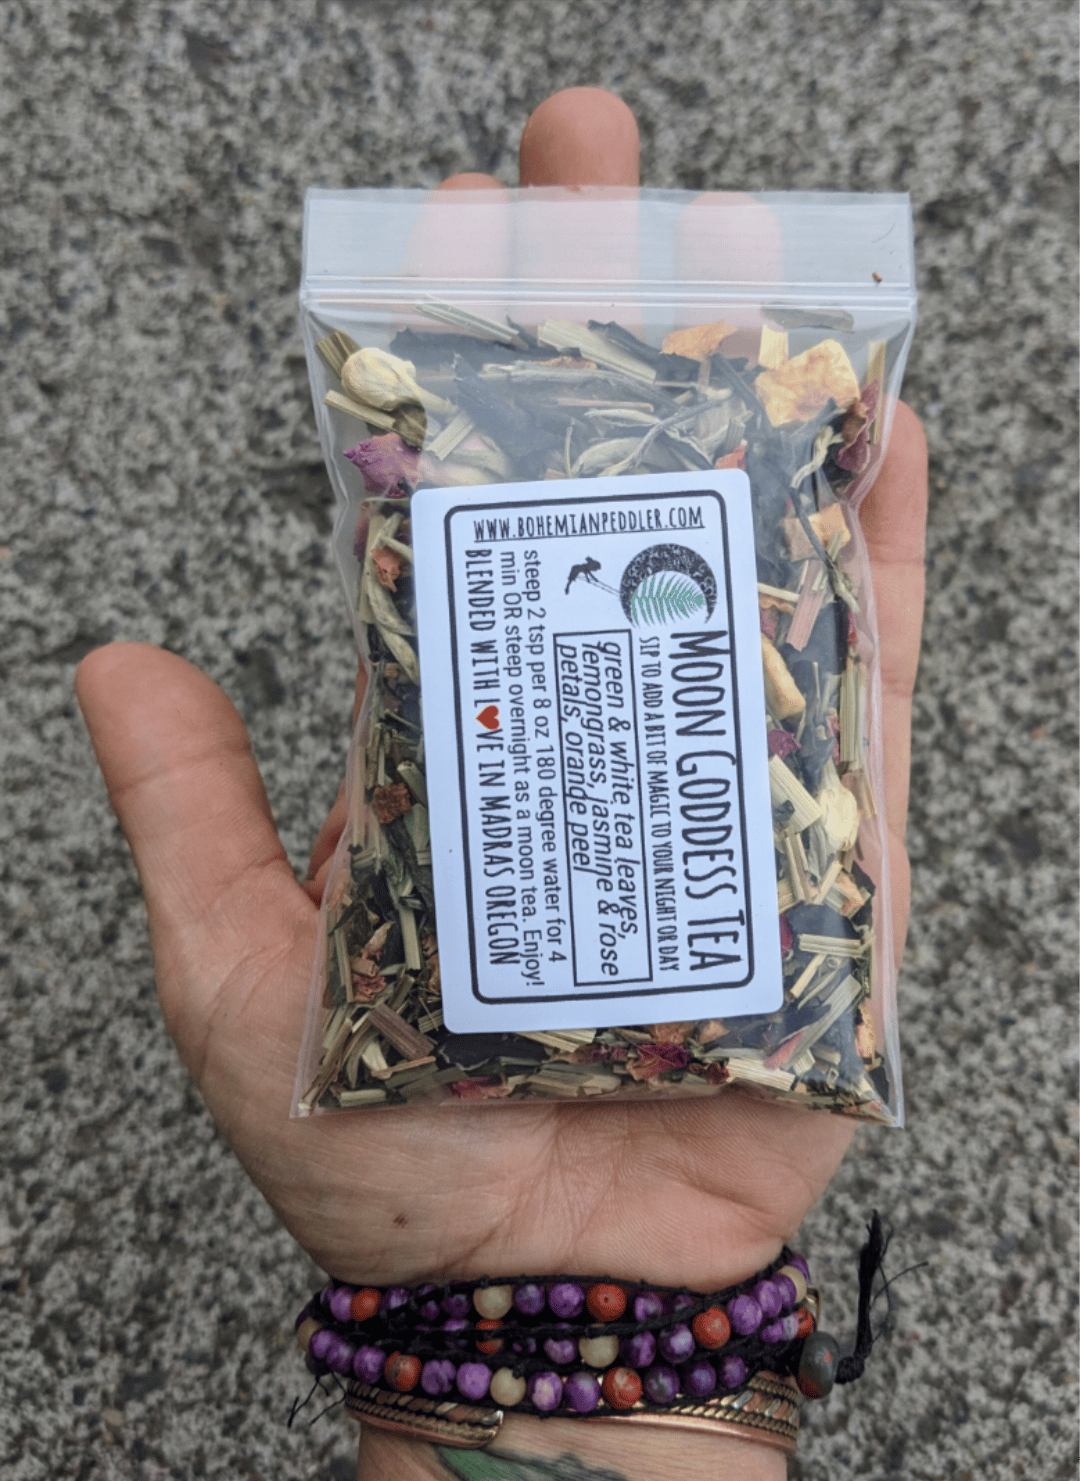 WWW.BOHEMIANPEDDLER.COM
MOON GODDESS TEA
SIP TO ADD A BIT OF MAGIC TO YOUR NIGHT OR DAY
green & white tea leaves,
lemongrass, jasmine & rose
petals, orange peel
steep 2 tsp per 8 oz 180 degree water for 4
min OR steep overnight as a moon tea. Enjoy!
BLENDED WITH L♥VE IN MADRAS OREGON